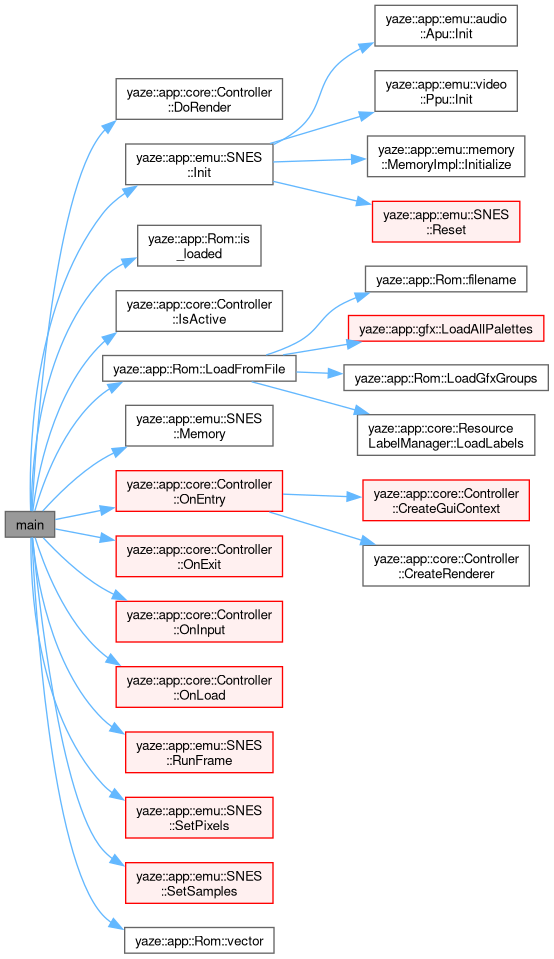 main
yaze::app::core::Controller
::DoRender
yaze::app::emu::SNES
::Init
yaze::app::emu::audio
::Apu::Init
yaze::app::emu::video
::Ppu::Init
yaze::app::emu::memory
::MemoryImpl::Initialize
yaze::app::emu::SNES
::Reset
yaze::app::Rom::is
_loaded
yaze::app::core::Controller
::IsActive
yaze::app::Rom::LoadFromFile
yaze::app::Rom::filename
yaze::app::gfx::LoadAllPalettes
yaze::app::Rom::LoadGfxGroups
yaze::app::core::Resource
LabelManager::LoadLabels
yaze::app::emu::SNES
::Memory
yaze::app::core::Controller
::OnEntry
yaze::app::core::Controller
::CreateGuiContext
yaze::app::core::Controller
::CreateRenderer
yaze::app::core::Controller
::OnExit
yaze::app::core::Controller
::OnInput
yaze::app::core::Controller
::OnLoad
yaze::app::emu::SNES
::RunFrame
yaze::app::emu::SNES
::SetPixels
yaze::app::emu::SNES
::SetSamples
yaze::app::Rom::vector